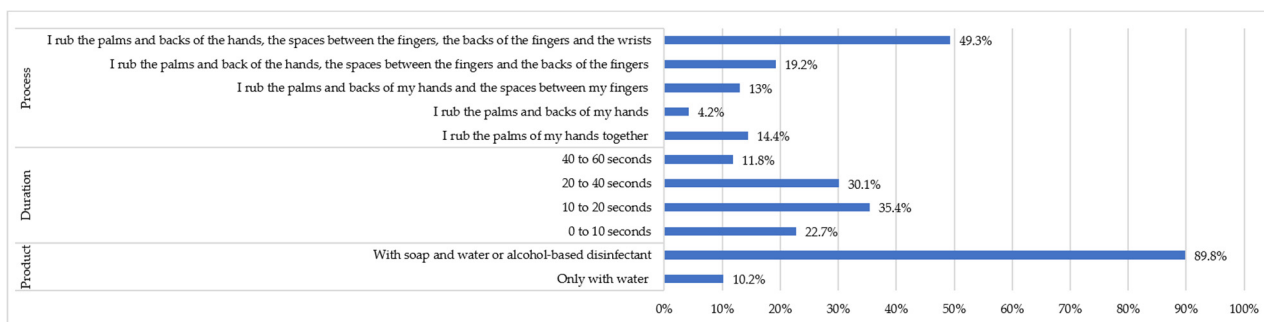 Process
I rub the palms and backs of the hands, the spaces between the fingers, the backs of the fingers and the wrists 49.3%
I rub the palms and back of the hands, the spaces between the fingers and the backs of the fingers 19.2%
I rub the palms and backs of my hands and the spaces between my fingers 13%
I rub the palms and backs of my hands 4.2%
I rub the palms of my hands together 14.4%
Duration
40 to 60 seconds 11.8%
20 to 40 seconds 30.1%
10 to 20 seconds 35.4%
0 to 10 seconds 22.7%
Product
With soap and water or alcohol-based disinfectant 89.8%
Only with water 10.2%
0% 10% 20% 30% 40% 50% 60% 70% 80% 90% 100%